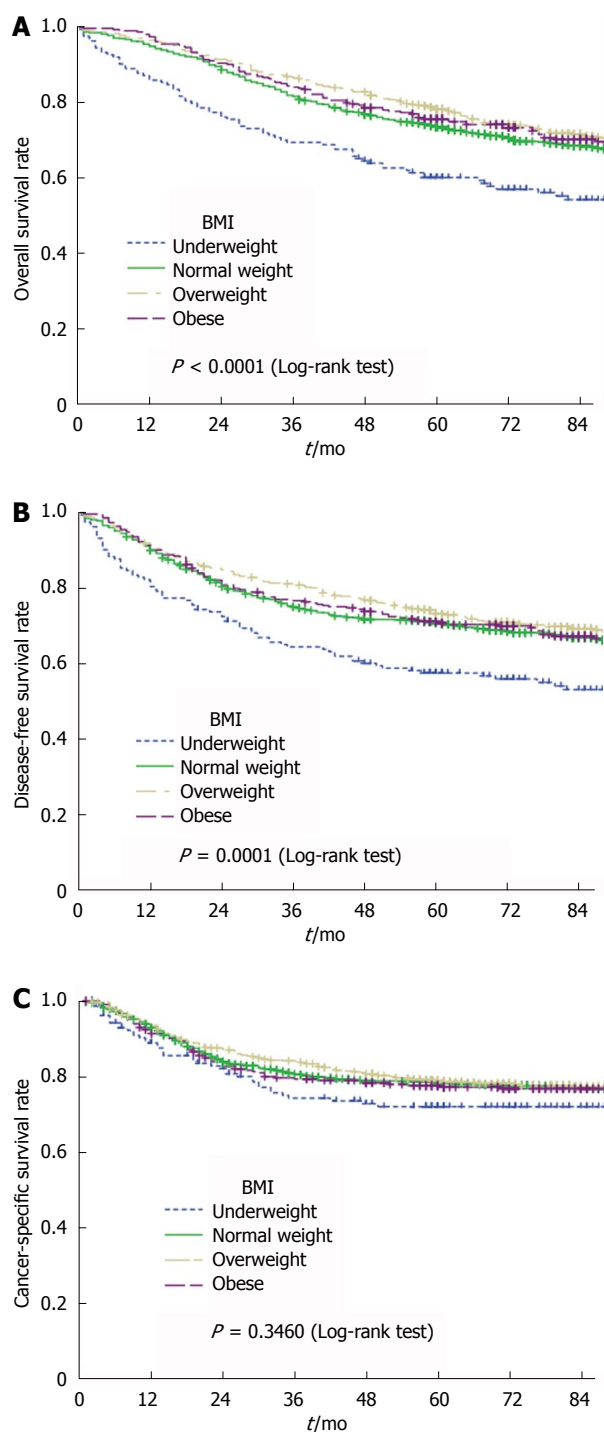 A
1.0
0.8
0.6
0.4
0.2
0
Overall survival rate
BMI
Underweight
Normal weight
Overweight
Obese
P < 0.0001 (Log-rank test)
0 12 24 36 48 60 72 84
t/mo
B
1.0
0.8
0.6
0.4
0.2
0
Disease-free survival rate
BMI
Underweight
Normal weight
Overweight
Obese
P = 0.0001 (Log-rank test)
0 12 24 36 48 60 72 84
t/mo
C
1.0
0.8
0.6
0.4
0.2
0
Cancer-specific survival rate
BMI
Underweight
Normal weight
Overweight
Obese
P = 0.3460 (Log-rank test)
0 12 24 36 48 60 72 84
t/mo